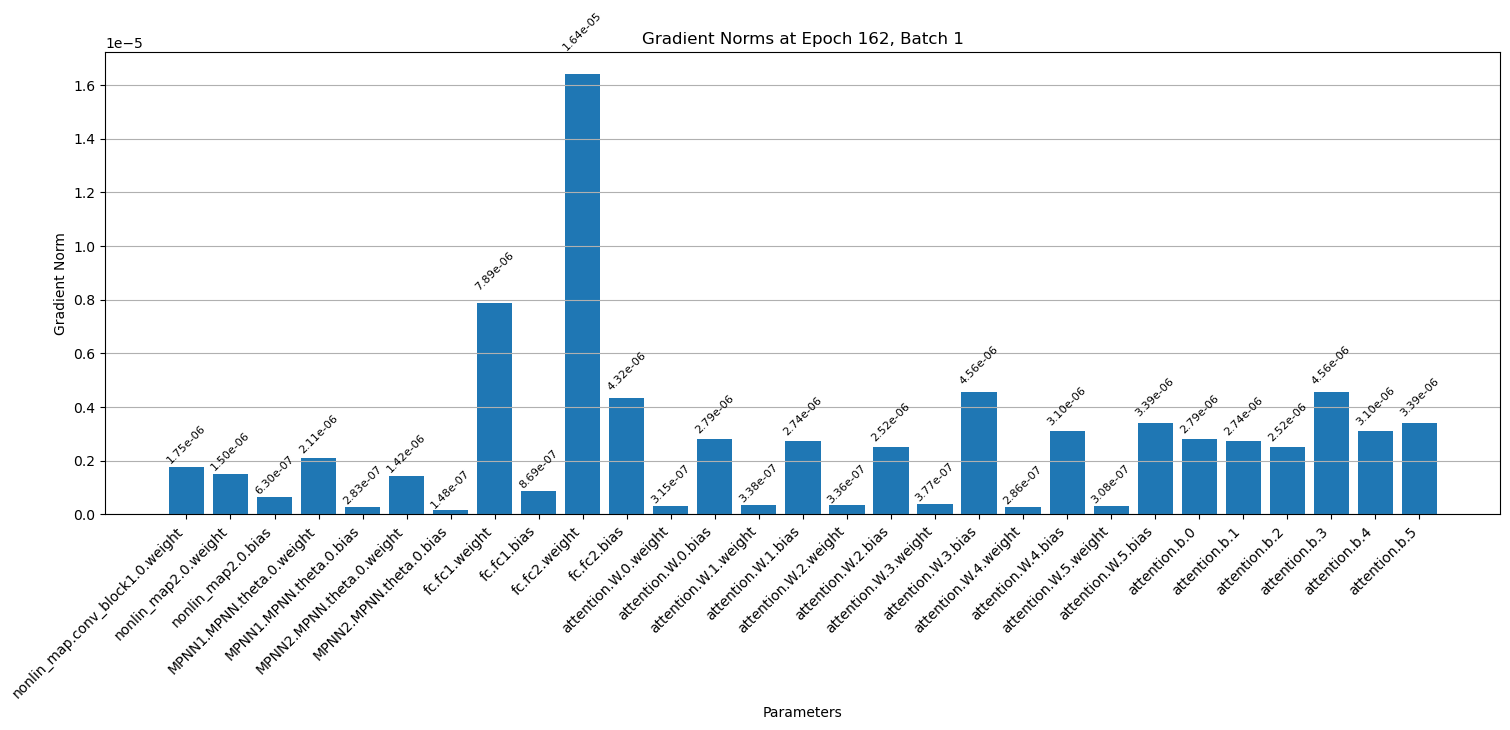 Gradient Norms at Epoch 162, Batch 1
1e−5
Gradient Norm
1.6
1.4
1.2
1.0
0.8
0.6
0.4
0.2
0.0
1.75e-06
1.50e-06
6.30e-07
2.11e-06
2.83e-07
1.42e-06
1.48e-07
7.89e-06
8.69e-07
1.64e-05
4.32e-06
3.15e-07
2.79e-06
3.38e-07
2.74e-06
3.36e-07
2.52e-06
3.77e-07
4.56e-06
2.86e-07
3.10e-06
3.08e-07
3.39e-06
2.79e-06
2.74e-06
2.52e-06
4.56e-06
3.10e-06
3.39e-06
nonlin_map.conv_block1.0.weight
nonlin_map2.0.weight
nonlin_map2.0.bias
MPNN1.MPNN.theta.0.weight
MPNN1.MPNN.theta.0.bias
MPNN2.MPNN.theta.0.weight
MPNN2.MPNN.theta.0.bias
fc.fc1.weight
fc.fc1.bias
fc.fc2.weight
fc.fc2.bias
attention.W.0.weight
attention.W.0.bias
attention.W.1.weight
attention.W.1.bias
attention.W.2.weight
attention.W.2.bias
attention.W.3.weight
attention.W.3.bias
attention.W.4.weight
attention.W.4.bias
attention.W.5.weight
attention.W.5.bias
attention.b.0
attention.b.1
attention.b.2
attention.b.3
attention.b.4
attention.b.5
Parameters